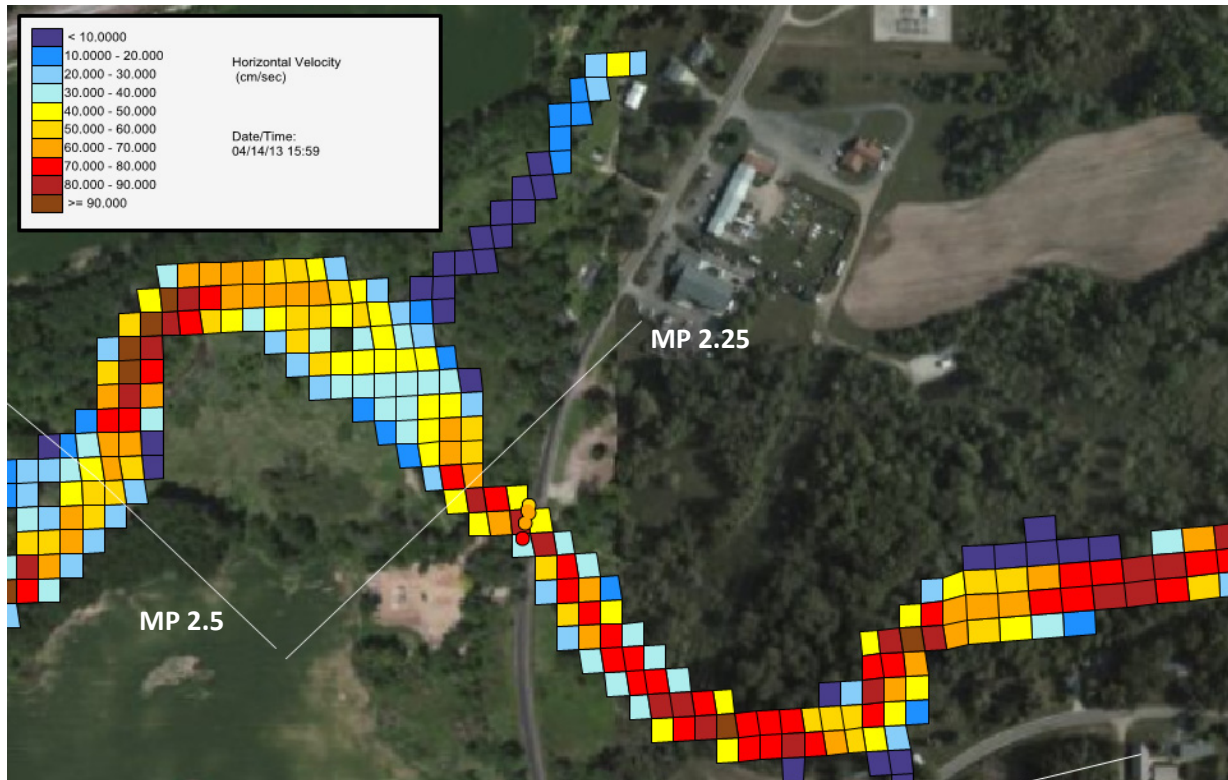 < 10.0000
10.0000 - 20.000
20.000 - 30.000
30.000 - 40.000
40.000 - 50.000
50.000 - 60.000
60.000 - 70.000
70.000 - 80.000
80.000 - 90.000
>= 90.000
Horizontal Velocity
(cm/sec)
Date/Time:
04/14/13 15:59
MP 2.25
MP 2.5